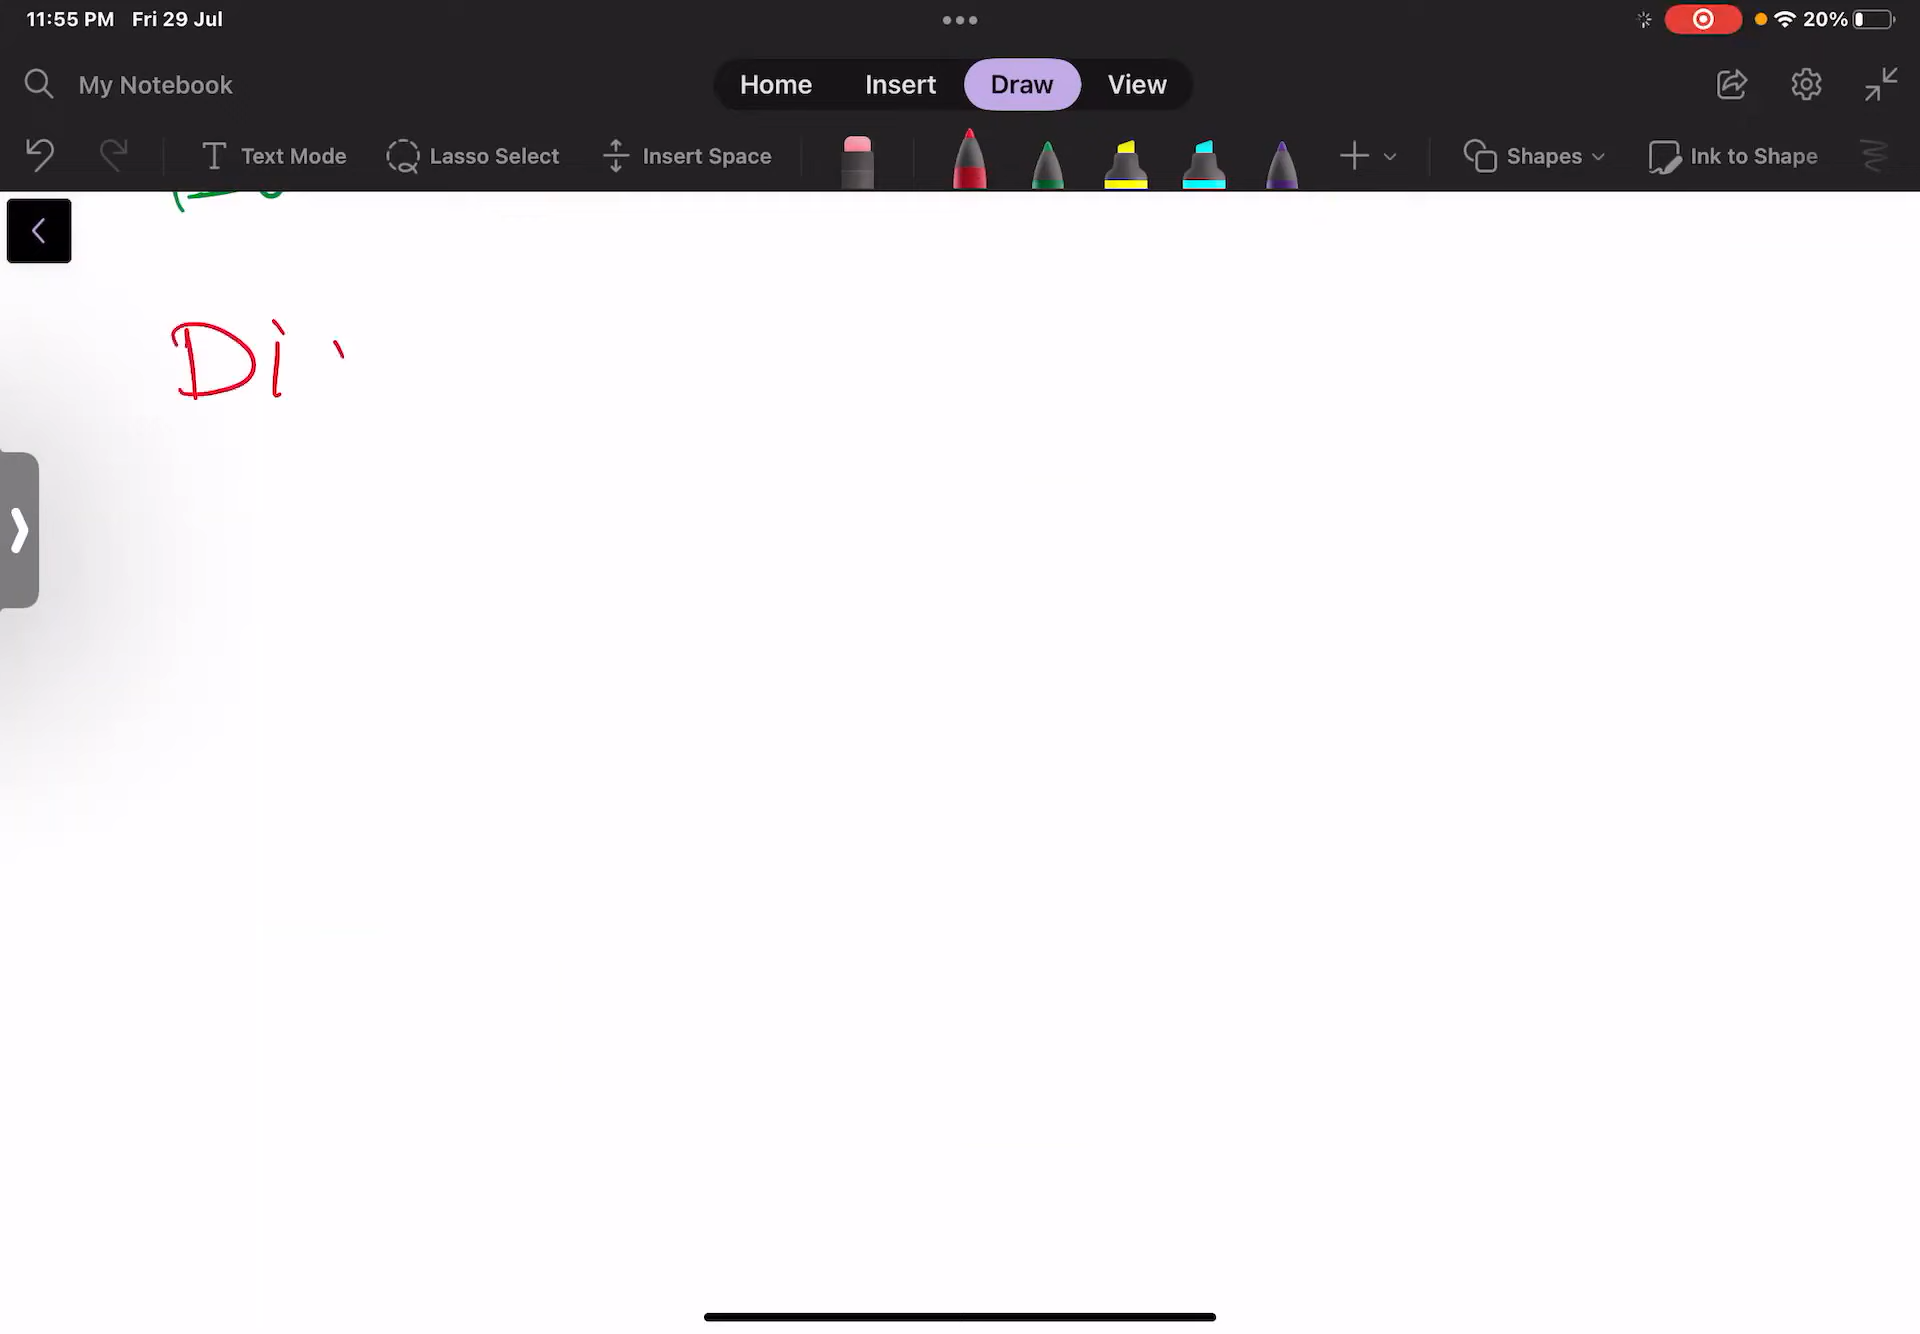 11:55 PM Fri 29 Jul 20%
My Notebook Home Insert Draw View
Text Mode Lasso Select Insert Space Shapes Ink to Shape
Di